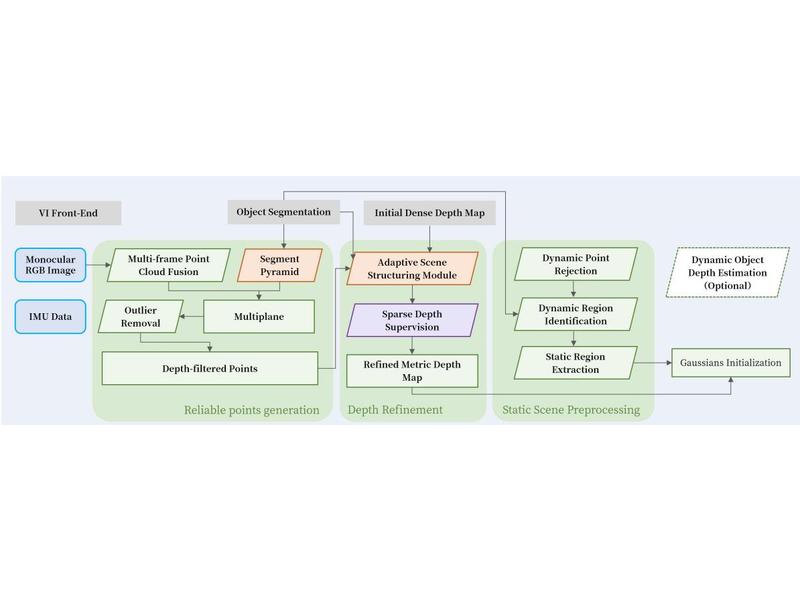 VI Front-End
Object Segmentation
Initial Dense Depth Map
Monocular
RGB Image
IMU Data
Multi-frame Point
Cloud Fusion
Segment
Pyramid
Outlier
Removal
Multiplane
Depth-filtered Points
Reliable points generation
Adaptive Scene
Structuring Module
Sparse Depth
Supervision
Refined Metric Depth
Map
Depth Refinement
Dynamic Point
Rejection
Dynamic Region
Identification
Static Region
Extraction
Static Scene Preprocessing
Dynamic Object
Depth Estimation
(Optional)
Gaussians Initialization